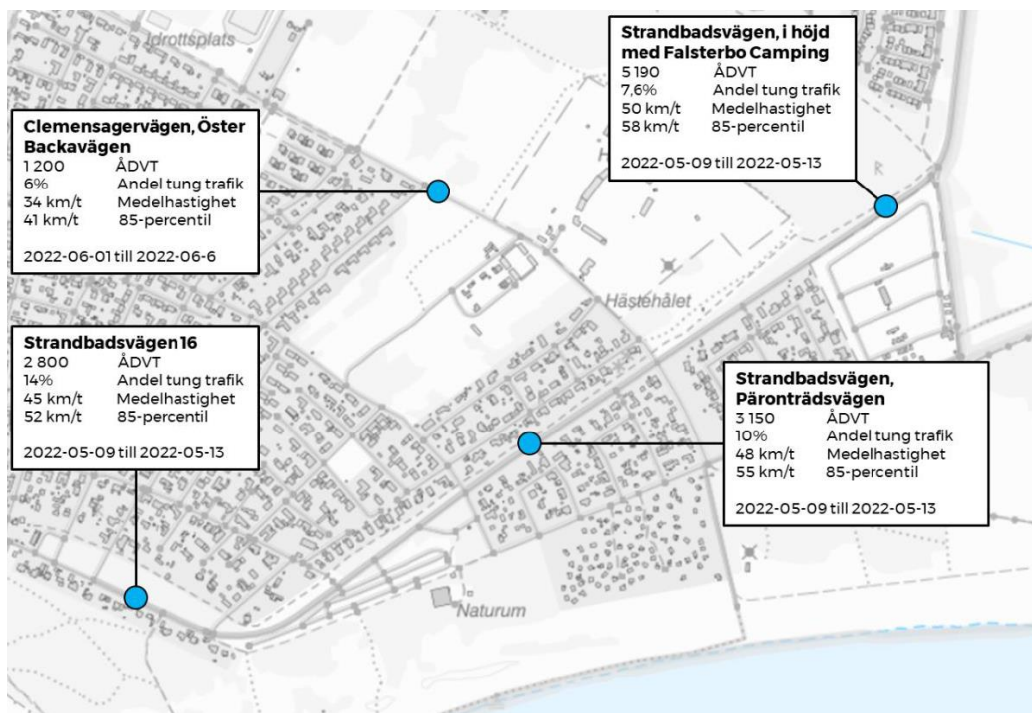 Idrottsplats
Strandbadsvägen, i höjd
med Falsterbo Camping
5 190 ÅDVT
7,6% Andel tung trafik
50 km/t Medelhastighet
58 km/t 85-percentil
2022-05-09 till 2022-05-13
Clemensagervägen, Öster
Backavägen
1 200 ÅDVT
6% Andel tung trafik
34 km/t Medelhastighet
41 km/t 85-percentil
2022-06-01 till 2022-06-6
Hästehålet
Strandbadsvägen 16
2 800 ÅDVT
14% Andel tung trafik
45 km/t Medelhastighet
52 km/t 85-percentil
2022-05-09 till 2022-05-13
Strandbadsvägen,
Päronträdsvägen
3 150 ÅDVT
10% Andel tung trafik
48 km/t Medelhastighet
55 km/t 85-percentil
2022-05-09 till 2022-05-13
Naturum